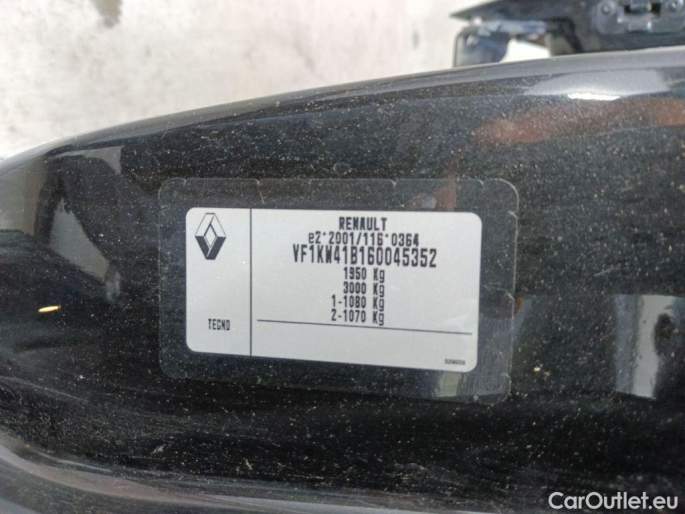 RENAULT
e2*2001/116*0364
VF1KW41B160045352
1950 Kg
3000 Kg
1-1080 Kg
2-1070 Kg
TECNO
CarOutlet.eu